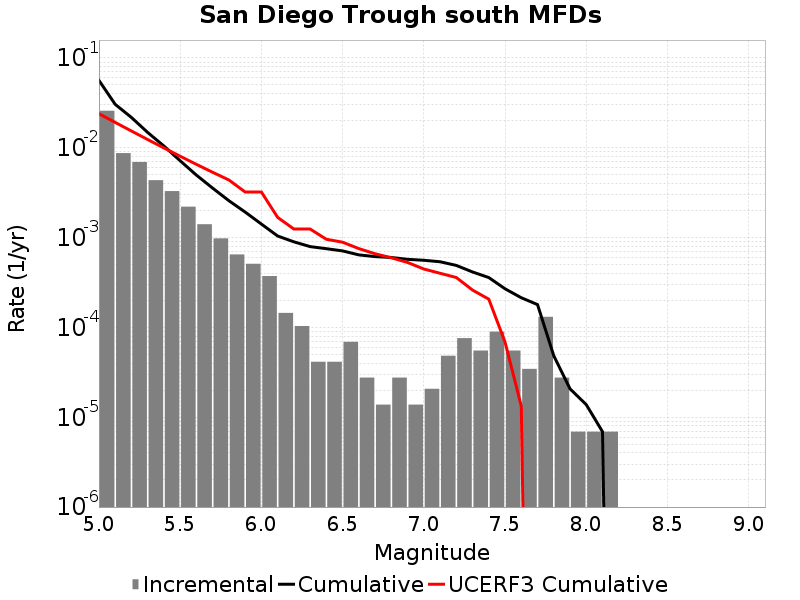 San Diego Trough south MFDs
10^-1
10^-2
10^-3
10^-4
10^-5
10^-6
Rate (1/yr)
5.0 5.5 6.0 6.5 7.0 7.5 8.0 8.5 9.0
Magnitude
Incremental Cumulative UCERF3 Cumulative